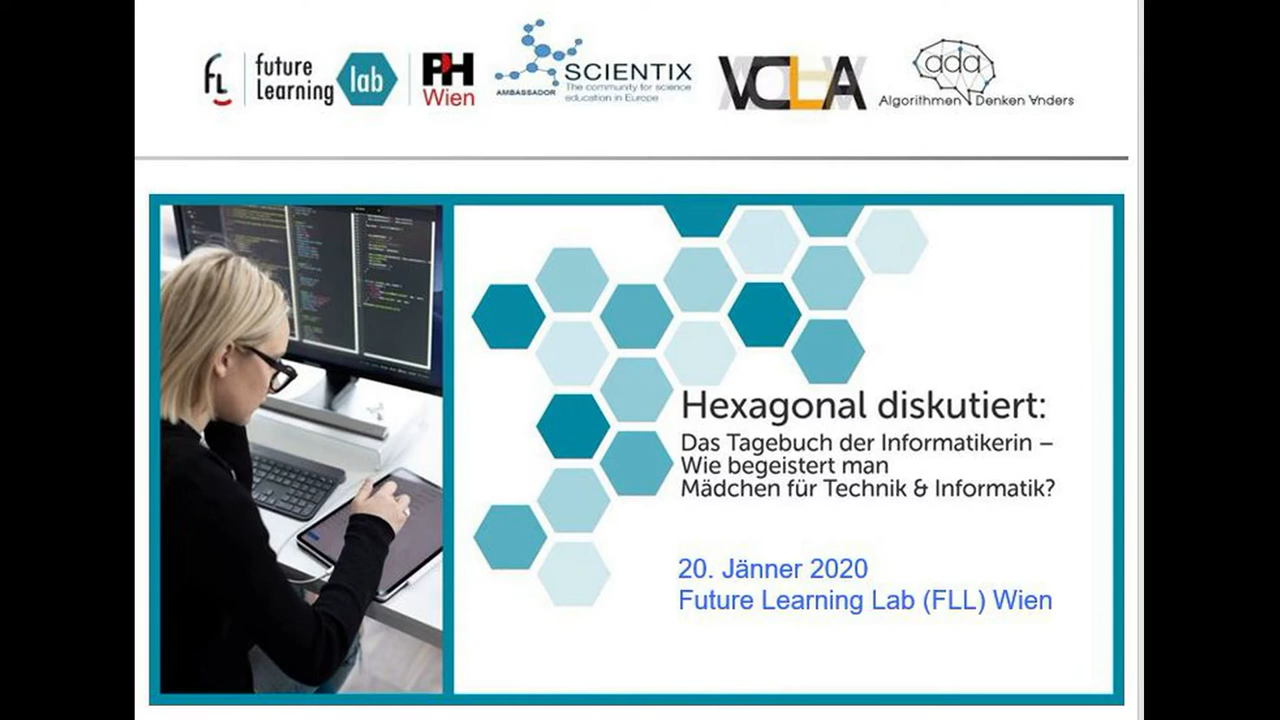 future
Learning
lab
PH
Wien
AMBASSADOR
SCIENTIX
The community for science
education in Europe
VCLA
ada
Algorithmen Denken ∀nders
Hexagonal diskutiert:
Das Tagebuch der Informatikerin –
Wie begeistert man
Mädchen für Technik & Informatik?
20. Jänner 2020
Future Learning Lab (FLL) Wien